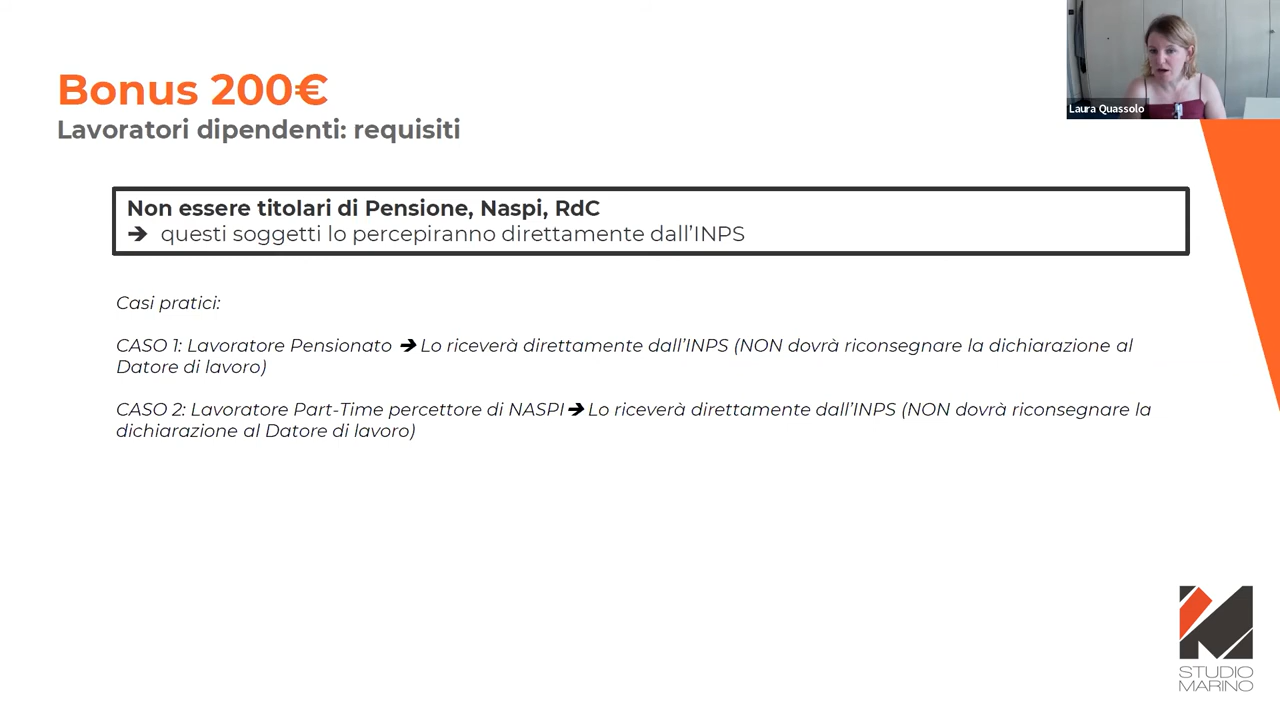 Bonus 200€
Lavoratori dipendenti: requisiti
Laura Quassolo
Non essere titolari di Pensione, Naspi, RdC
➔ questi soggetti lo percepiranno direttamente dall’INPS
Casi pratici:
CASO 1: Lavoratore Pensionato ➔ Lo riceverà direttamente dall’INPS (NON dovrà riconsegnare la dichiarazione al
Datore di lavoro)
CASO 2: Lavoratore Part-Time percettore di NASPI ➔ Lo riceverà direttamente dall’INPS (NON dovrà riconsegnare la
dichiarazione al Datore di lavoro)
STUDIO
MARINO